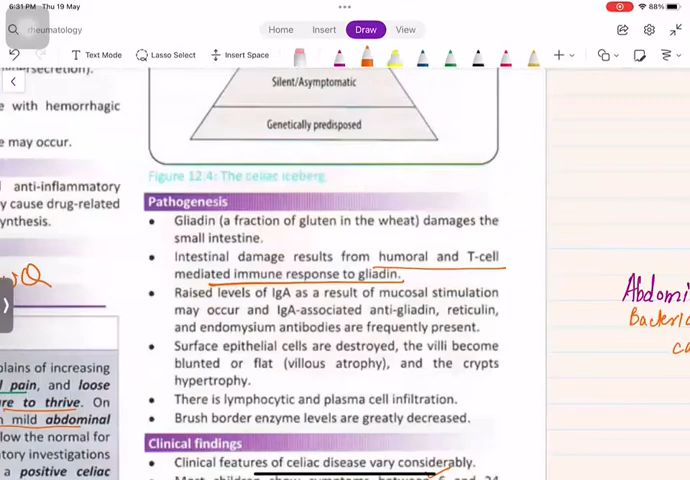 6:31 PM Thu 19 May
88%
rheumatology
Home Insert Draw View
Text Mode
Lasso Select
Insert Space
with hemorrhagic
may occur.
anti-inflammatory
cause drug-related
ynthesis.
plains of increasing
pain, and loose
re to thrive. On
mild abdominal
low the normal for
tory investigations
a positive celiac
Silent/Asymptomatic
Genetically predisposed
Figure 12.4: The celiac iceberg
Pathogenesis
• Gliadin (a fraction of gluten in the wheat) damages the
small intestine.
• Intestinal damage results from humoral and T-cell
mediated immune response to gliadin.
• Raised levels of IgA as a result of mucosal stimulation
may occur and IgA-associated anti-gliadin, reticulin,
and endomysium antibodies are frequently present.
• Surface epithelial cells are destroyed, the villi become
blunted or flat (villous atrophy), and the crypts
hypertrophy.
• There is lymphocytic and plasma cell infiltration.
• Brush border enzyme levels are greatly decreased.
Clinical findings
• Clinical features of celiac disease vary considerably.
Abdomi
Bacteri
ca